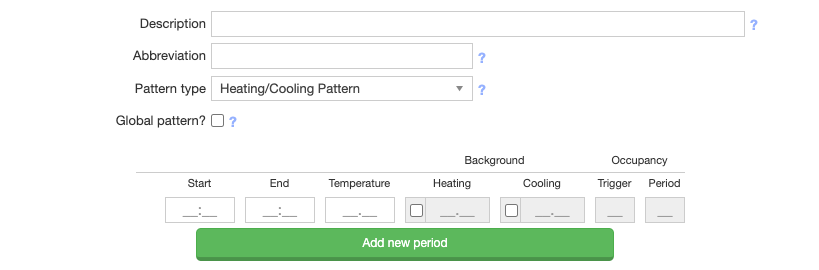 Description ?
Abbreviation ?
Pattern type Heating/Cooling Pattern ?
Global pattern? ?
Background Occupancy
Start End Temperature Heating Cooling Trigger Period
__:__ __:__ __.__ __.__ __.__ __ __
Add new period